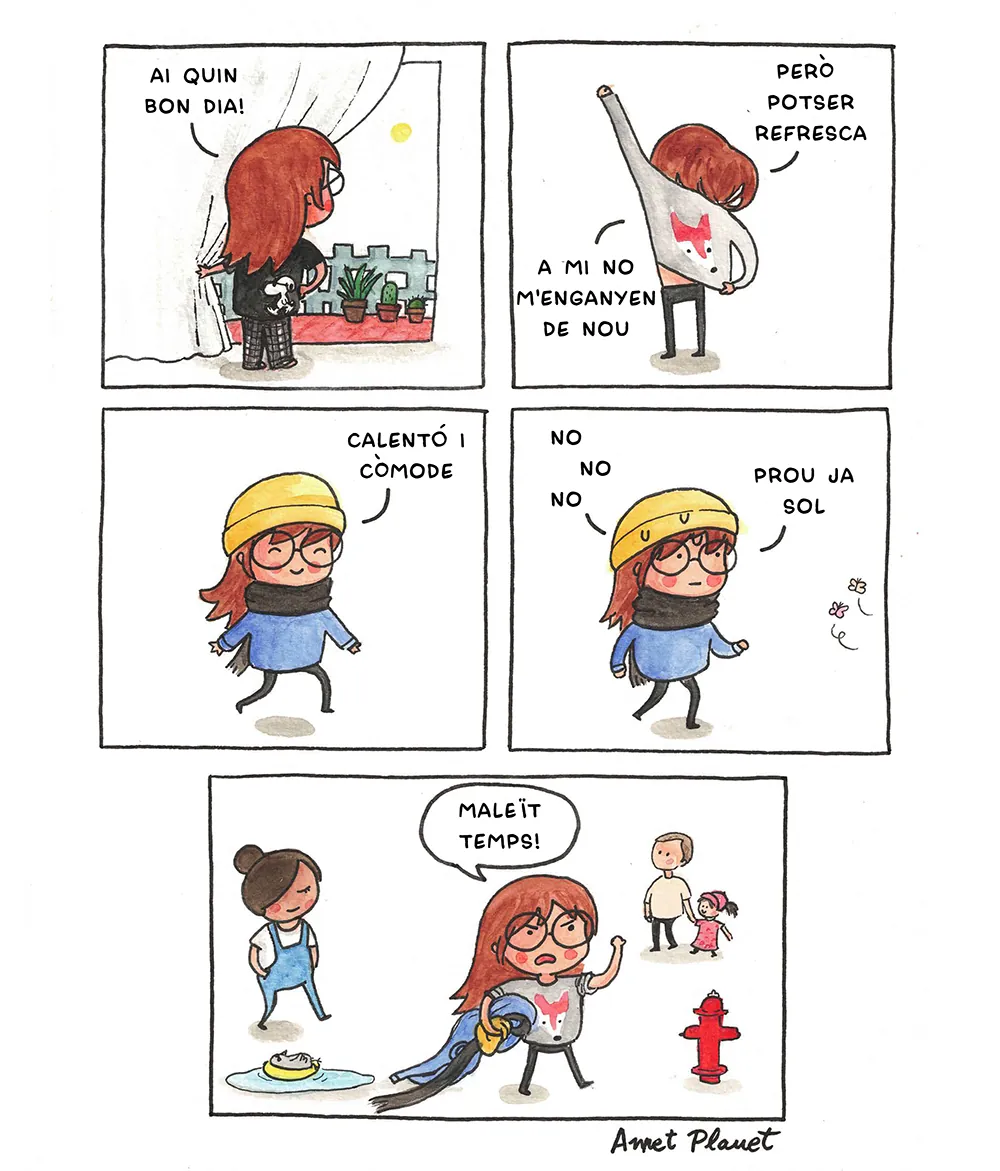 AI QUIN
BON DIA!
PERÒ
POTSER
REFRESCA
A MI NO
M'ENGANYEN
DE NOU
CALENTÓ I
CÒMODE
NO
NO
NO
PROU JA
SOL
MALEÏT
TEMPS!
Amet Planet